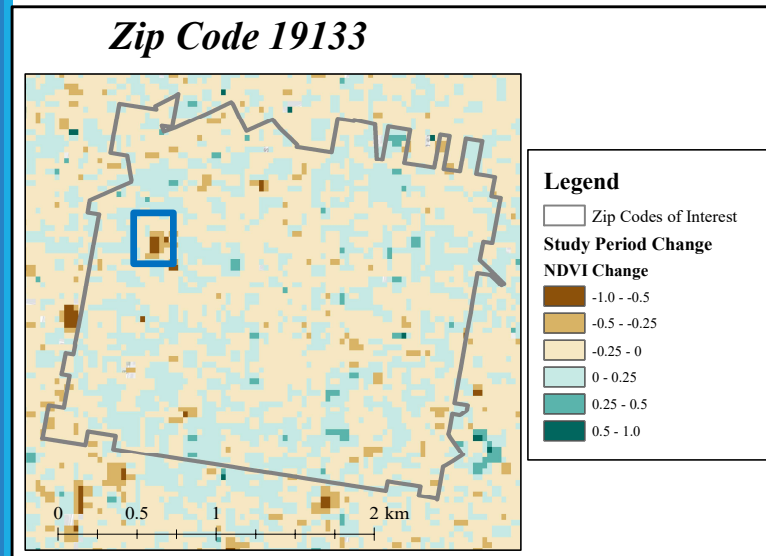 Zip Code 19133
Legend
Zip Codes of Interest
Study Period Change
NDVI Change
-1.0 - -0.5
-0.5 - -0.25
-0.25 - 0
0 - 0.25
0.25 - 0.5
0.5 - 1.0
0 0.5 1 2 km